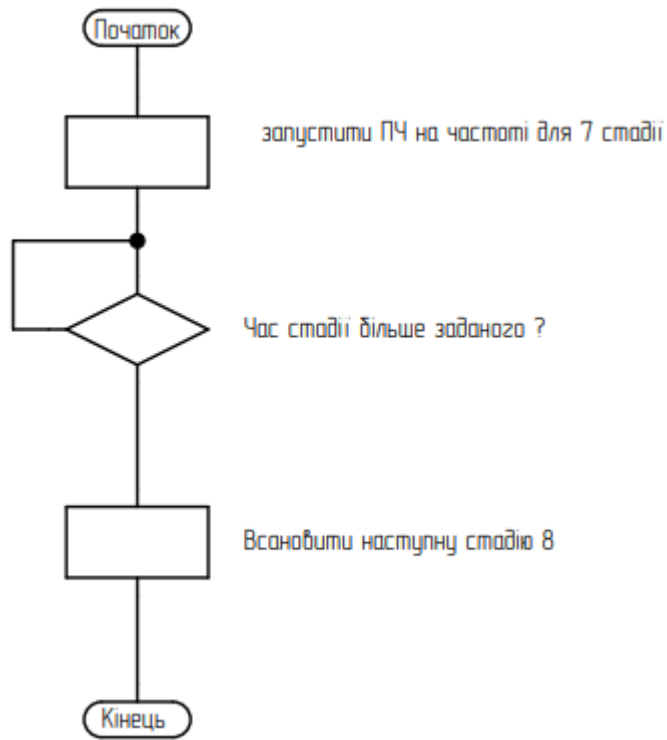 Початок
запустити ПЧ на частоті для 7 стадії
Час стадії більше заданого ?
Всановити наступну стадію 8
Кінець